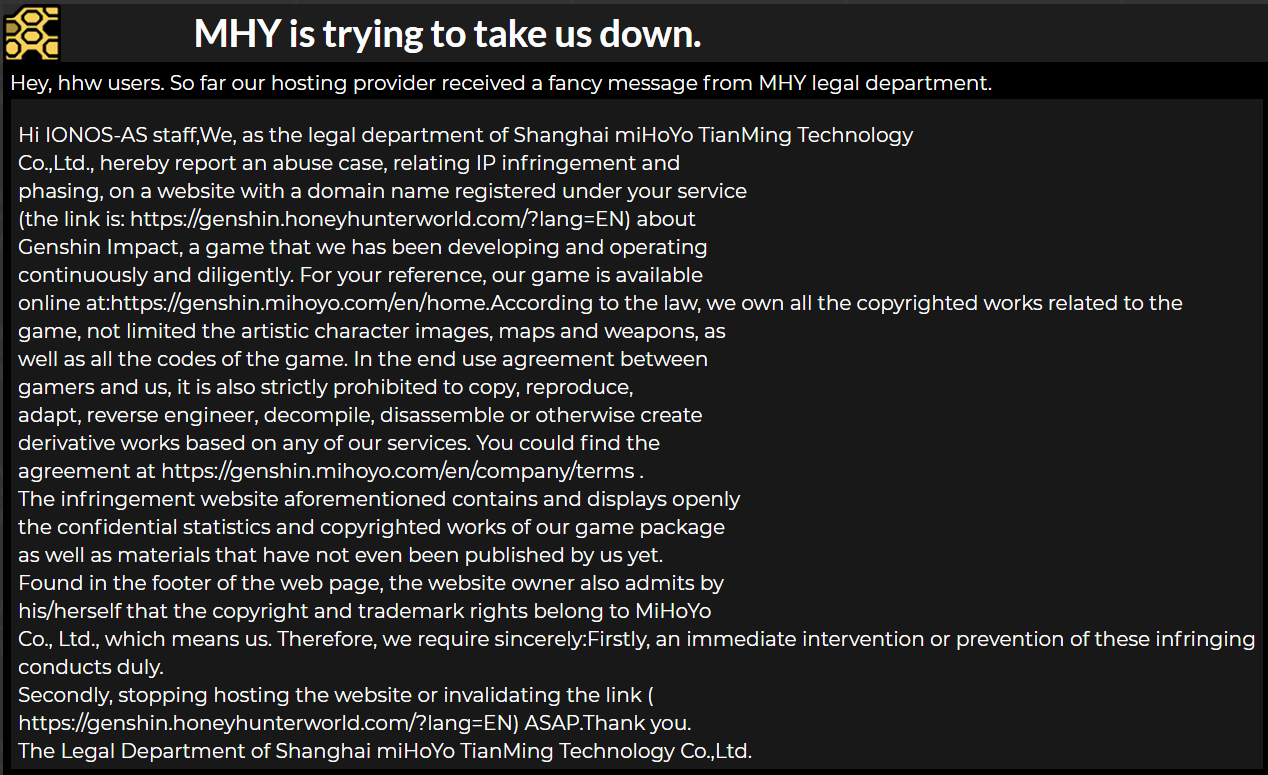 MHY is trying to take us down.
Hey, hhw users. So far our hosting provider received a fancy message from MHY legal department.
Hi IONOS-AS staff,We, as the legal department of Shanghai miHoYo TianMing Technology
Co.,Ltd., hereby report an abuse case, relating IP infringement and
phasing, on a website with a domain name registered under your service
(the link is: https://genshin.honeyhunterworld.com/?lang=EN) about
Genshin Impact, a game that we has been developing and operating
continuously and diligently. For your reference, our game is available
online at:https://genshin.mihoyo.com/en/home.According to the law, we own all the copyrighted works related to the
game, not limited the artistic character images, maps and weapons, as
well as all the codes of the game. In the end use agreement between
gamers and us, it is also strictly prohibited to copy, reproduce,
adapt, reverse engineer, decompile, disassemble or otherwise create
derivative works based on any of our services. You could find the
agreement at https://genshin.mihoyo.com/en/company/terms .
The infringement website aforementioned contains and displays openly
the confidential statistics and copyrighted works of our game package
as well as materials that have not even been published by us yet.
Found in the footer of the web page, the website owner also admits by
his/herself that the copyright and trademark rights belong to MiHoYo
Co., Ltd., which means us. Therefore, we require sincerely:Firstly, an immediate intervention or prevention of these infringing
conducts duly.
Secondly, stopping hosting the website or invalidating the link (
https://genshin.honeyhunterworld.com/?lang=EN) ASAP.Thank you.
The Legal Department of Shanghai miHoYo TianMing Technology Co.,Ltd.